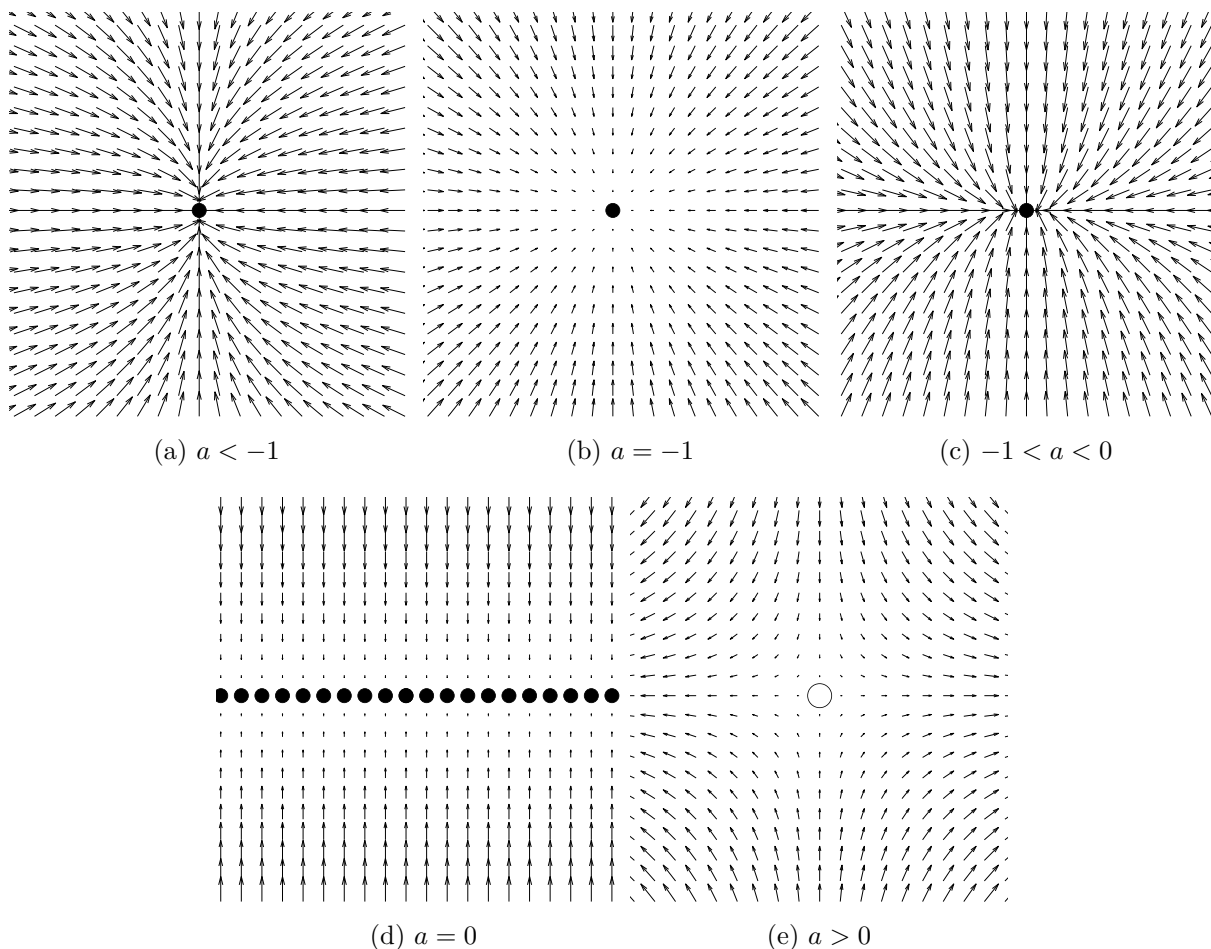 (a) $a < -1$
(b) $a = -1$
(c) $-1 < a < 0$
(d) $a = 0$
(e) $a > 0$